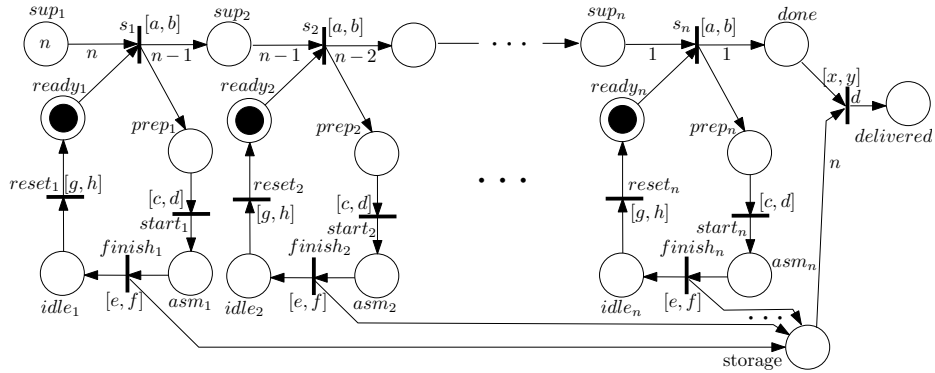 sup₁ sup₂ supₙ done
s₁ [a, b] s₂ [a, b] sₙ [a, b]
n n n−1 n−1 n−2 · · · 1 1
[x, y]
d
ready₁ ready₂ readyₙ
delivered
prep₁ prep₂ prepₙ
n
reset₁ [g, h] reset₂ · · · resetₙ
[c, d] [g, h] [c, d] [g, h] [c, d]
start₁ start₂ startₙ
finish₁ finish₂ finishₙ
asmₙ
[e, f] [e, f] [e, f]
idle₁ asm₁ idle₂ asm₂ idleₙ
· · ·
storage